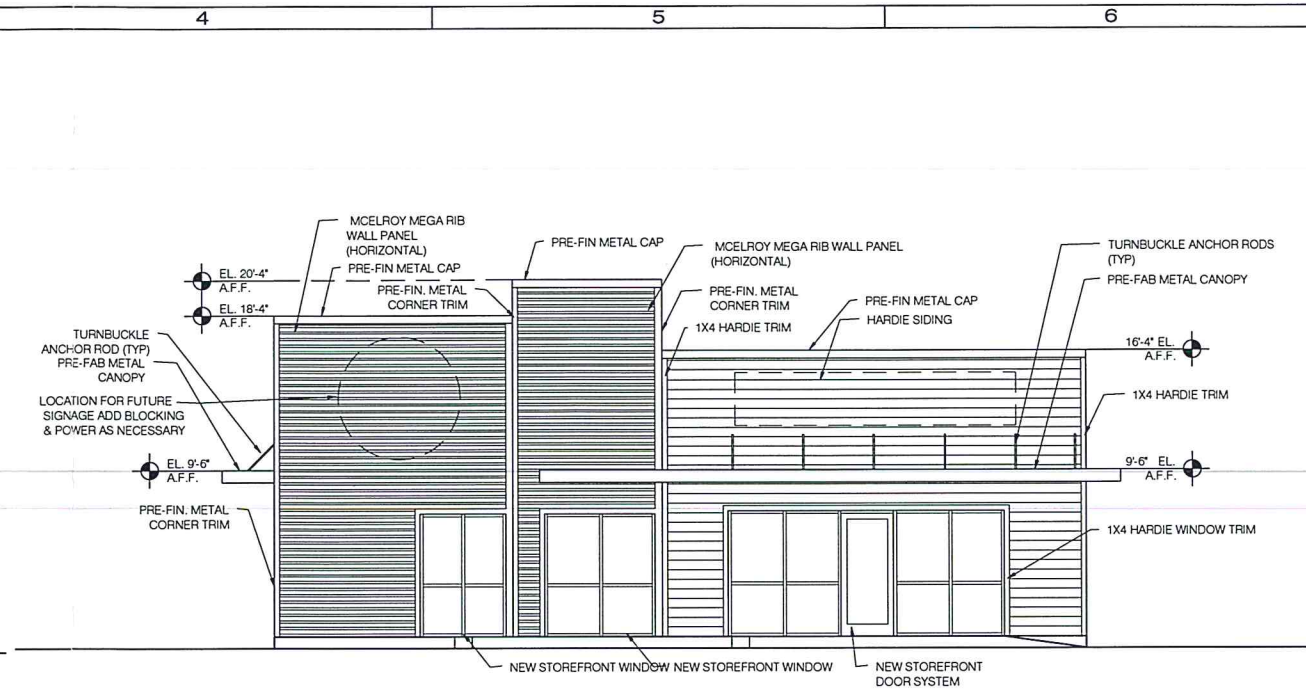 4
5
6
MCELROY MEGA RIB
WALL PANEL
(HORIZONTAL)
PRE-FIN METAL CAP
MCELROY MEGA RIB WALL PANEL
(HORIZONTAL)
TURNBUCKLE ANCHOR RODS
(TYP)
PRE-FAB METAL CANOPY
EL. 20'-4"
A.F.F.
PRE-FIN METAL CAP
PRE-FIN. METAL
CORNER TRIM
PRE-FIN. METAL
CORNER TRIM
PRE-FIN METAL CAP
HARDIE SIDING
EL. 18'-4"
A.F.F.
1X4 HARDIE TRIM
TURNBUCKLE
ANCHOR ROD (TYP)
PRE-FAB METAL
CANOPY
16'-4" EL.
A.F.F.
LOCATION FOR FUTURE
SIGNAGE ADD BLOCKING
& POWER AS NECESSARY
1X4 HARDIE TRIM
EL. 9'-6"
A.F.F.
9'-6" EL.
A.F.F.
PRE-FIN. METAL
CORNER TRIM
1X4 HARDIE WINDOW TRIM
NEW STOREFRONT WINDOW
NEW STOREFRONT WINDOW
NEW STOREFRONT
DOOR SYSTEM